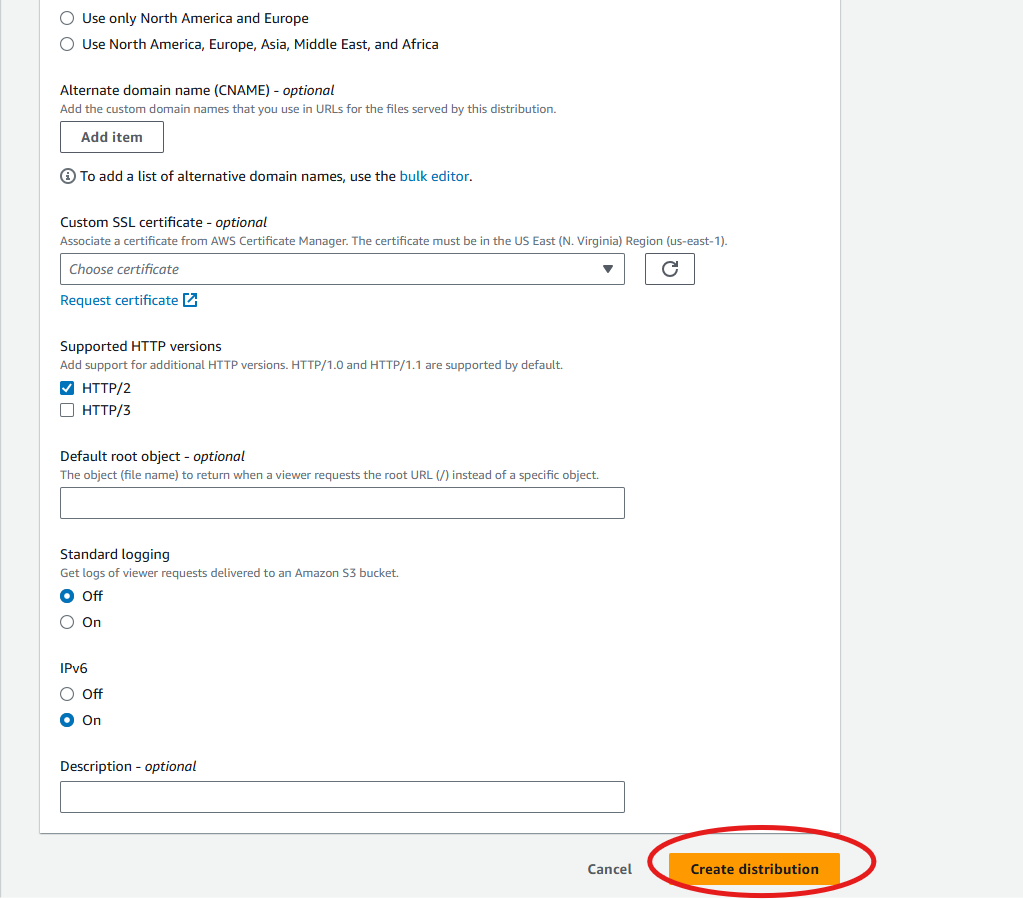 Use only North America and Europe
Use North America, Europe, Asia, Middle East, and Africa
Alternate domain name (CNAME) - optional
Add the custom domain names that you use in URLs for the files served by this distribution.
Add item
To add a list of alternative domain names, use the bulk editor.
Custom SSL certificate - optional
Associate a certificate from AWS Certificate Manager. The certificate must be in the US East (N. Virginia) Region (us-east-1).
Choose certificate
Request certificate
Supported HTTP versions
Add support for additional HTTP versions. HTTP/1.0 and HTTP/1.1 are supported by default.
HTTP/2
HTTP/3
Default root object - optional
The object (file name) to return when a viewer requests the root URL (/) instead of a specific object.
Standard logging
Get logs of viewer requests delivered to an Amazon S3 bucket.
Off
On
IPv6
Off
On
Description - optional
Cancel
Create distribution